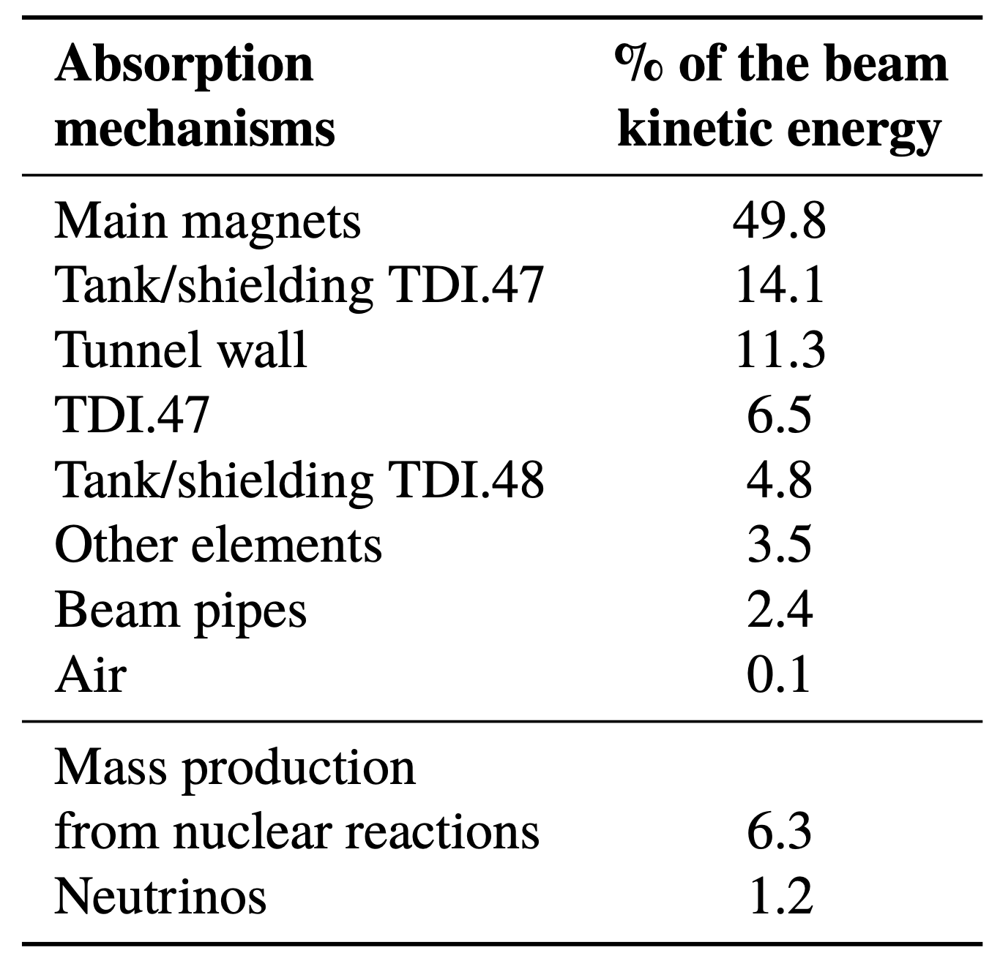 Absorption mechanisms % of the beam kinetic energy
Main magnets 49.8
Tank/shielding TDI.47 14.1
Tunnel wall 11.3
TDI.47 6.5
Tank/shielding TDI.48 4.8
Other elements 3.5
Beam pipes 2.4
Air 0.1
Mass production
from nuclear reactions 6.3
Neutrinos 1.2